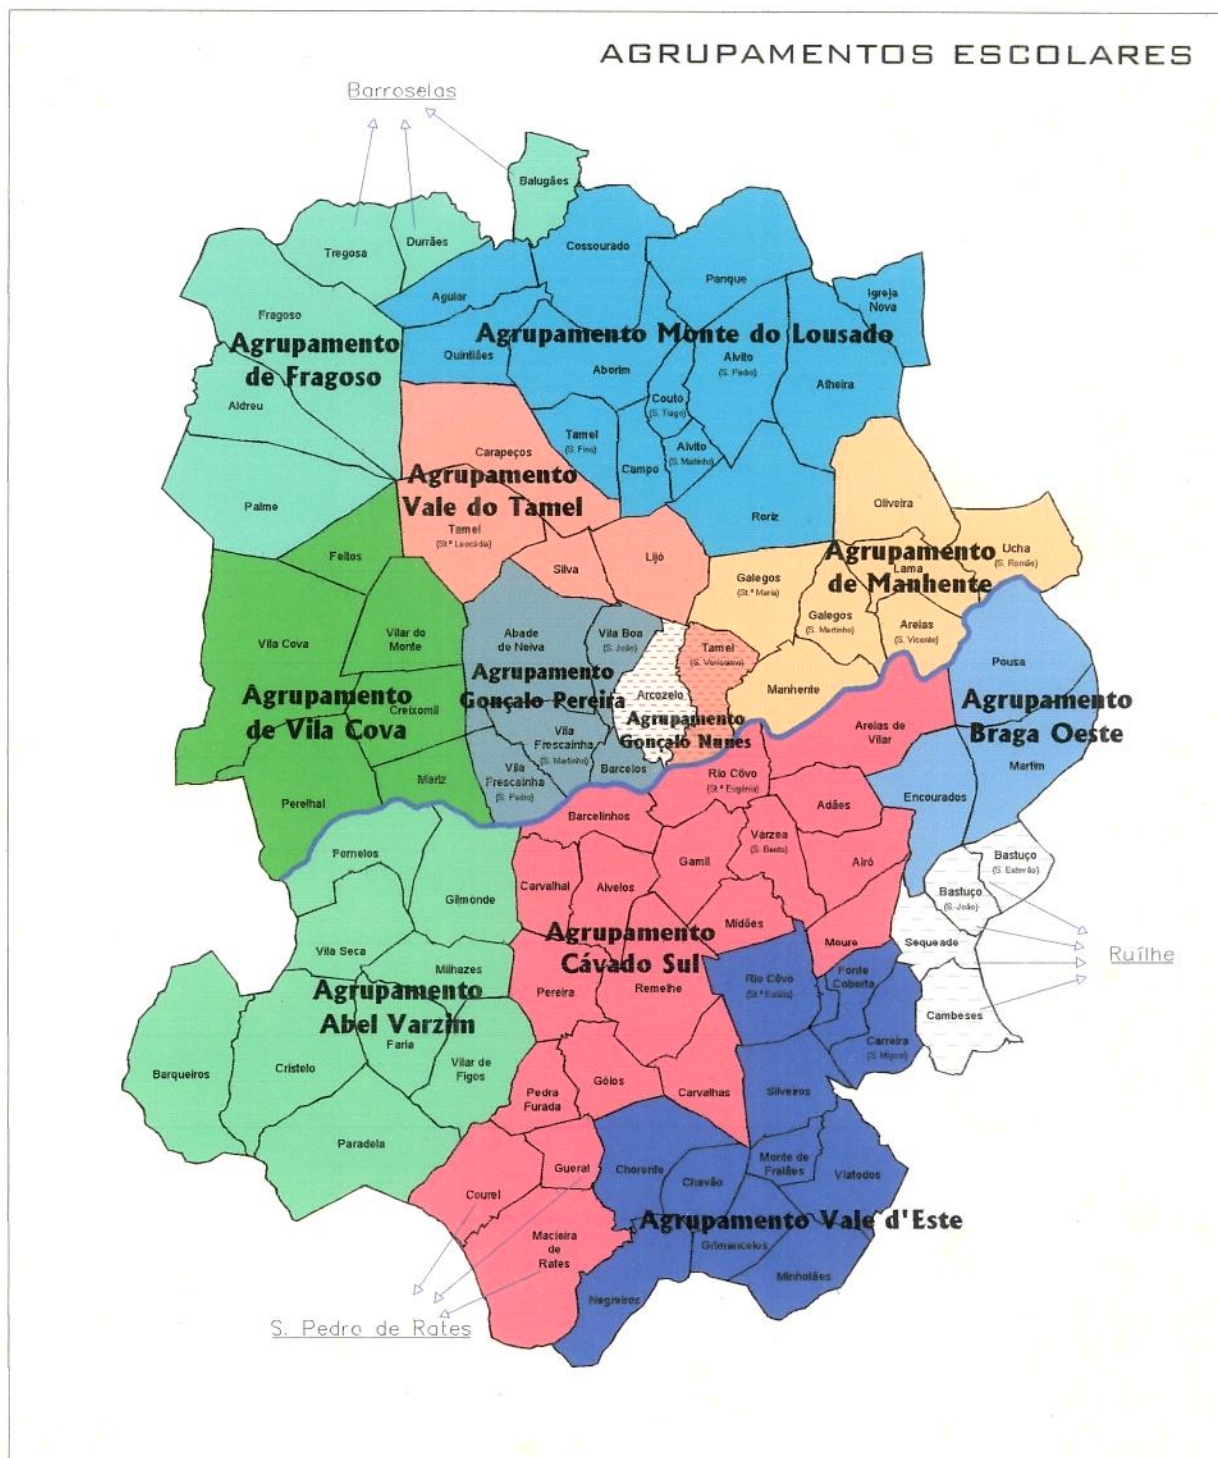 AGRUPAMENTOS ESCOLARES
Barroselas
Balugães
Tregosa
Durrães
Cossourado
Panque
Igreja
Nova
Aguiar
Fragoso
Agrupamento
de Fragoso
Agrupamento Monte do Lousado
Quintiães
Aborim
Alvito
(S. Pedro)
Atheira
Couto
(S. Tiago)
Aldreu
Tamel
(S. Fins)
Campo
Alvito
(S. Matinho)
Carapeços
Agrupamento
Vale do Tamel
Palme
Roriz
Oliveira
Tamel
(St.ª Leocádia)
Feitos
Silva
Lijó
Ucha
(S. Romão)
Agrupamento
de Manhente
Lama
Galegos
(St.ª Maria)
Galegos
(S. Martinho)
Areias
(S. Vicente)
Vila Cova
Vilar do
Monte
Abade
de Neiva
Vila Boa
(S. João)
Tamel
(S. Veríssimo)
Pousa
Manhente
Agrupamento
Gonçalo Pereira
Arcozelo
Agrupamento
Gonçalo Nunes
Agrupamento
de Vila Cova
Creixomil
Agrupamento
Braga Oeste
Areias de
Vilar
Vila
Frescainha
(S. Martinho)
Vila
Frescainha
(S. Pedro)
Barcelos
Mariz
Perelhal
Rio Côvo
(St.ª Eugénia)
Martim
Encourados
Adães
Barcelinhos
Várzea
(S. Bento)
Fornelos
Gamil
Airó
Bastuço
(S. Estevão)
Bastuço
(S. João)
Carvalhal
Alvelos
Gilmonde
Midões
Moure
Sequeade
Ruílhe
Vila Seca
Agrupamento
Cávado Sul
Milhazes
Pereira
Remelhe
Rio Côvo
(St.ª Eulália)
Fonte
Coberta
Agrupamento
Abel Varzim
Cambeses
Faria
Carreira
(S. Miguel)
Barqueiros
Cristelo
Vilar de
Figos
Góios
Pedra
Furada
Carvalhas
Silveiros
Paradela
Gueral
Chorente
Monte de
Fralães
Viatodos
Chavão
Courel
Agrupamento Vale d'Este
Macieira
de
Rates
Grimancelos
Minhotães
Negreiros
S. Pedro de Rates